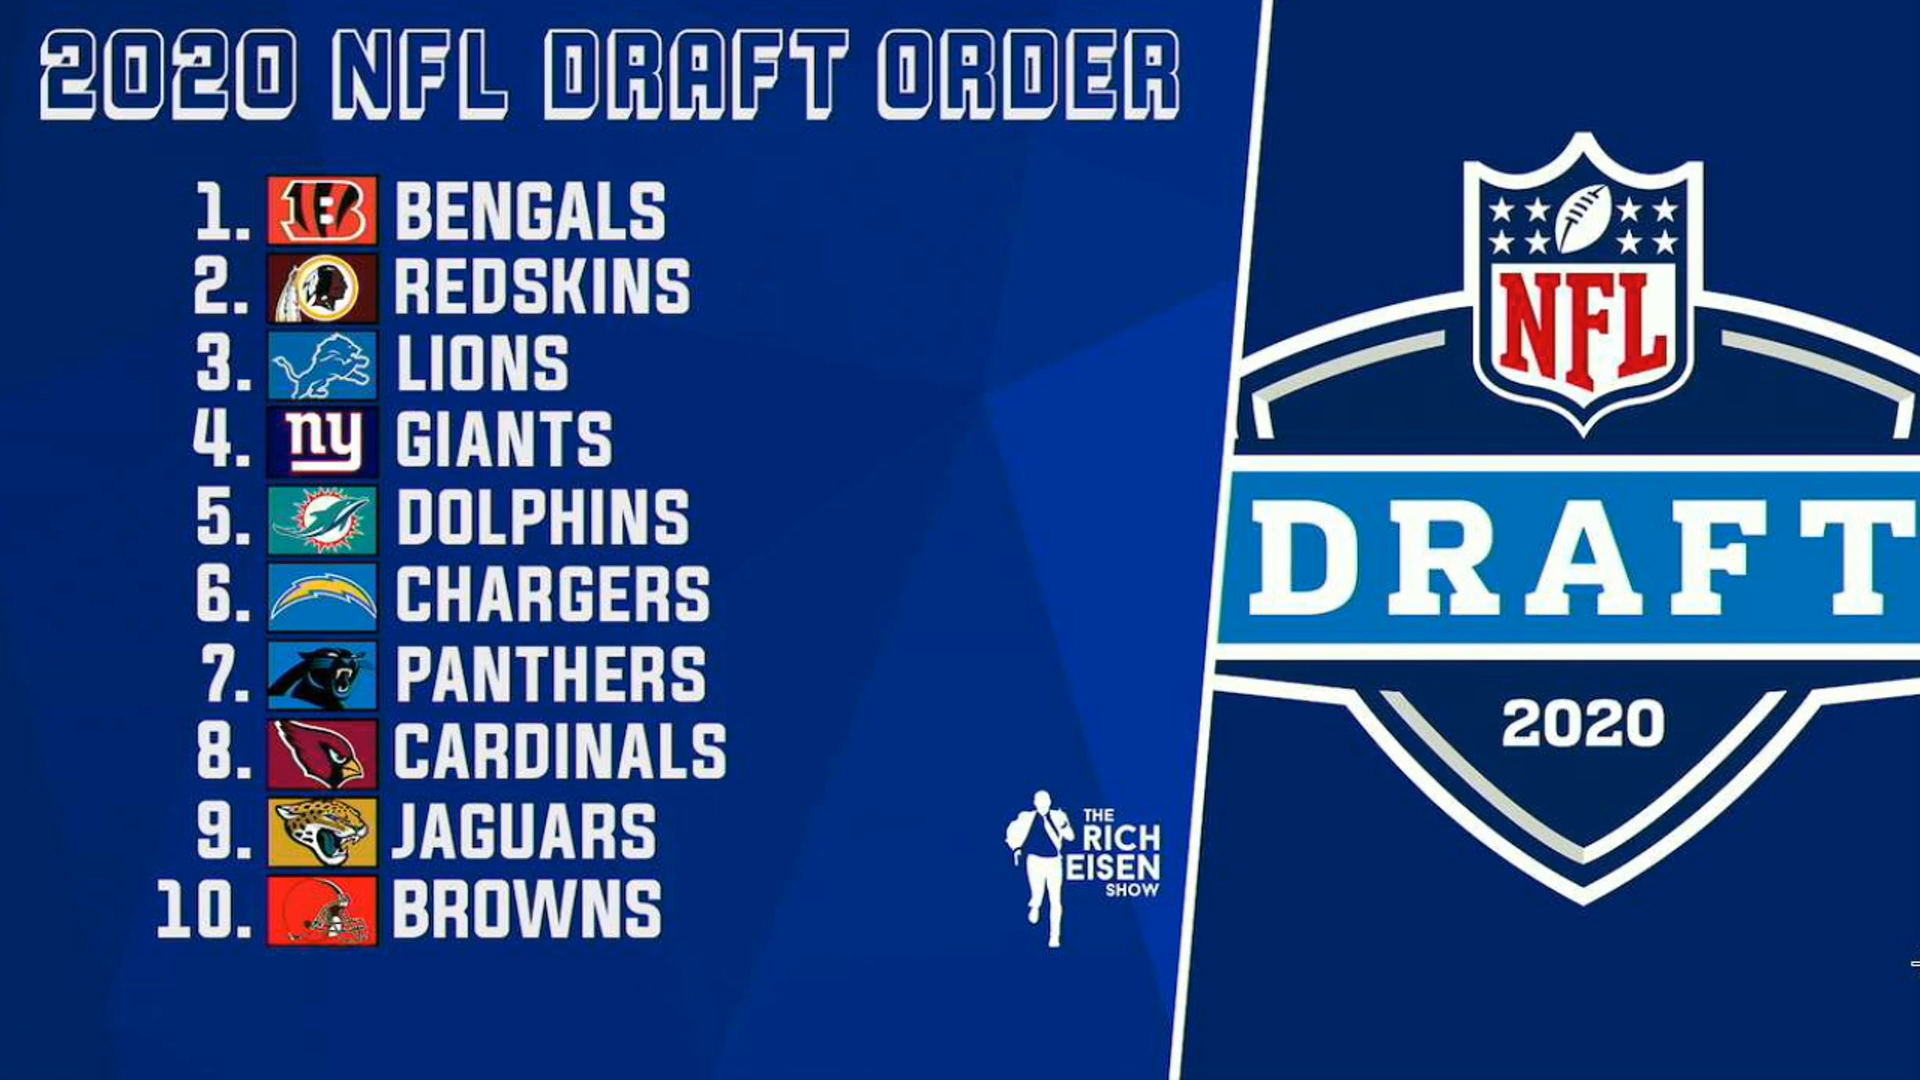 2020 NFL DRAFT ORDER
1. BENGALS
2. REDSKINS
3. LIONS
4. ny GIANTS
5. DOLPHINS
6. CHARGERS
7. PANTHERS
8. CARDINALS
9. JAGUARS
10. BROWNS
THE
RICH
EISEN
SHOW
NFL
DRAFT
2020